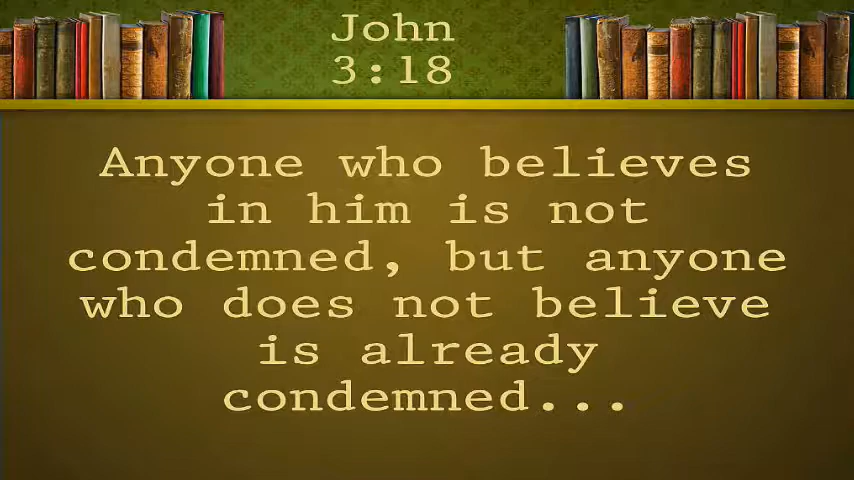 John
3:18
Anyone who believes
in him is not
condemned, but anyone
who does not believe
is already
condemned...